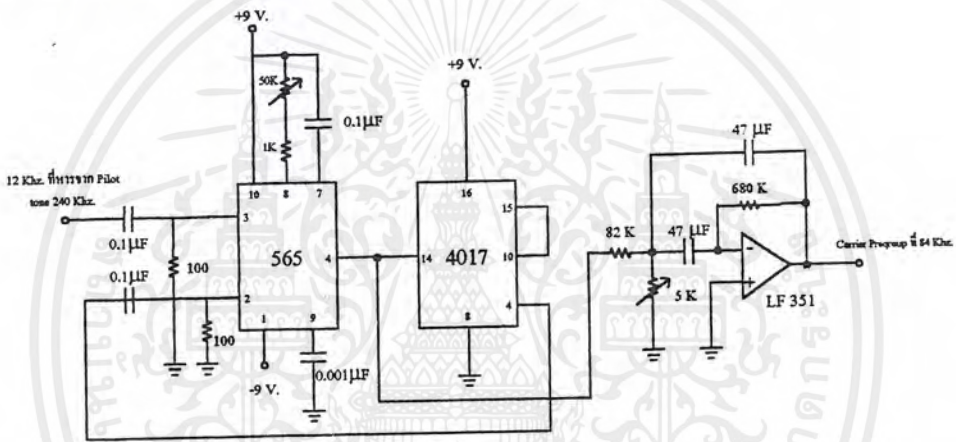 +9 V.
50K
1K
0.1µF
12 Khz. ที่หารจาก Pilot
tone 240 Khz.
0.1µF
0.1µF
100
100
10
8
7
3
565
4
2
1
9
-9 V.
0.001µF
+9 V.
16
15
14
4017
10
4
8
47 µF
680 K
82 K
47 µF
5 K
-
+
LF 351
Carrier Pregroup ที่ 84 Khz.